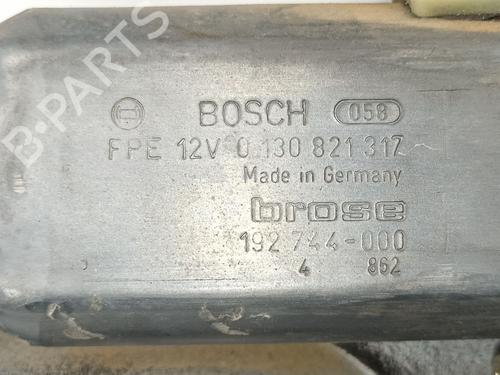 B-PARTS
BOSCH 058
FPE 12V 0 130 821 317
Made in Germany
brose
192 744-000
4 862